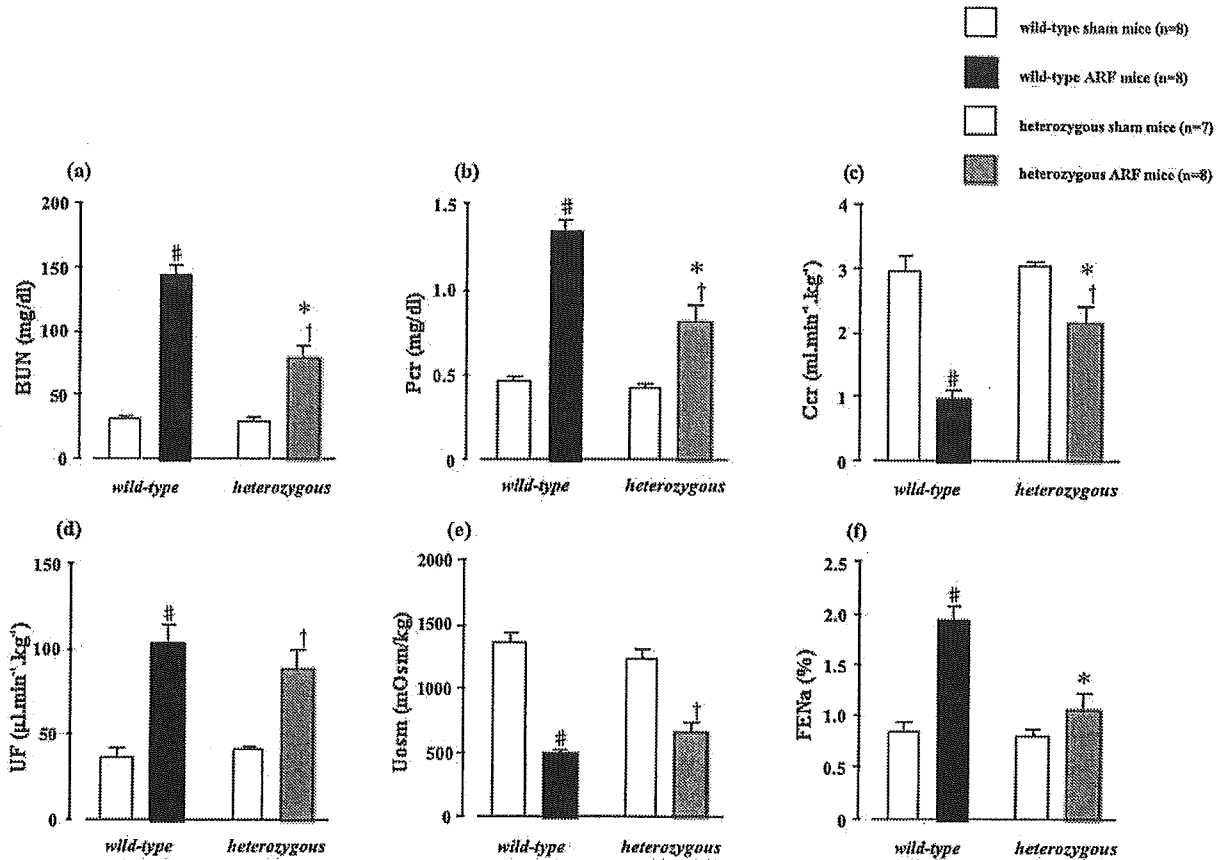 wild-type sham mice (n=8)
wild-type ARF mice (n=8)
heterozygous sham mice (n=7)
heterozygous ARF mice (n=8)
(a)
200
150
100
50
0
BUN (mg/dl)
#
*
†
wild-type
heterozygous
(b)
1.5
1.0
0.5
0
Pcr (mg/dl)
#
*
†
wild-type
heterozygous
(c)
4
3
2
1
0
Ccr (ml.min⁻¹.kg⁻¹)
#
*
†
wild-type
heterozygous
(d)
150
100
50
0
UF (µl.min⁻¹.kg⁻¹)
#
†
wild-type
heterozygous
(e)
2000
1500
1000
500
0
Uosm (mOsm/kg)
#
†
wild-type
heterozygous
(f)
2.5
2.0
1.5
1.0
0.5
0.0
FENa (%)
#
*
wild-type
heterozygous